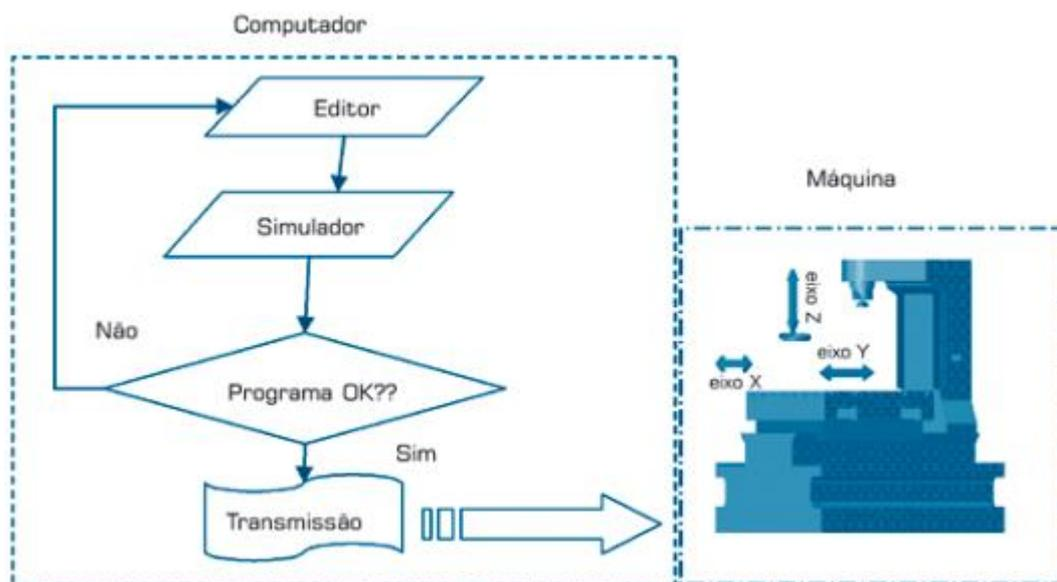 Computador
Editor
Simulador
Não
Programa OK??
Sim
Transmissão
Máquina
eixo Z
eixo Y
eixo X